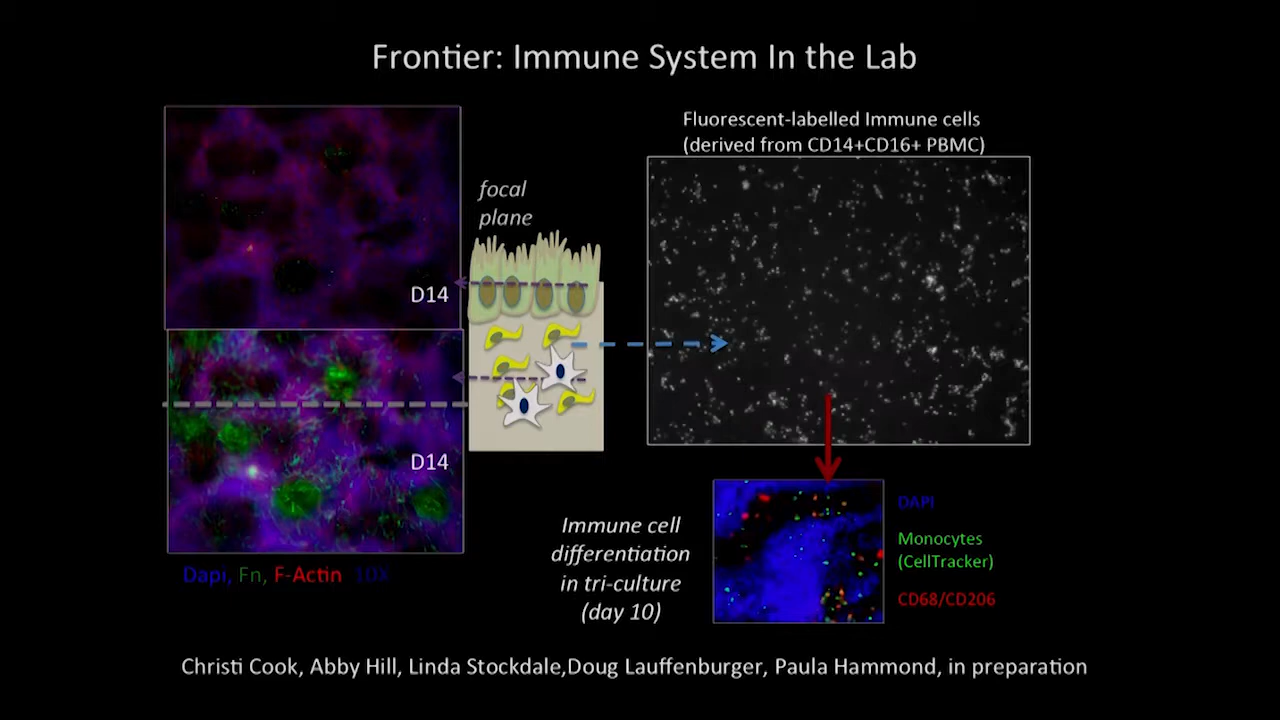 Frontier: Immune System In the Lab
Fluorescent-labelled Immune cells
(derived from CD14+CD16+ PBMC)
focal
plane
D14
D14
Dapi, Fn, F-Actin 10X
Immune cell
differentiation
in tri-culture
(day 10)
DAPI
Monocytes
(CellTracker)
CD68/CD206
Christi Cook, Abby Hill, Linda Stockdale,Doug Lauffenburger, Paula Hammond, in preparation